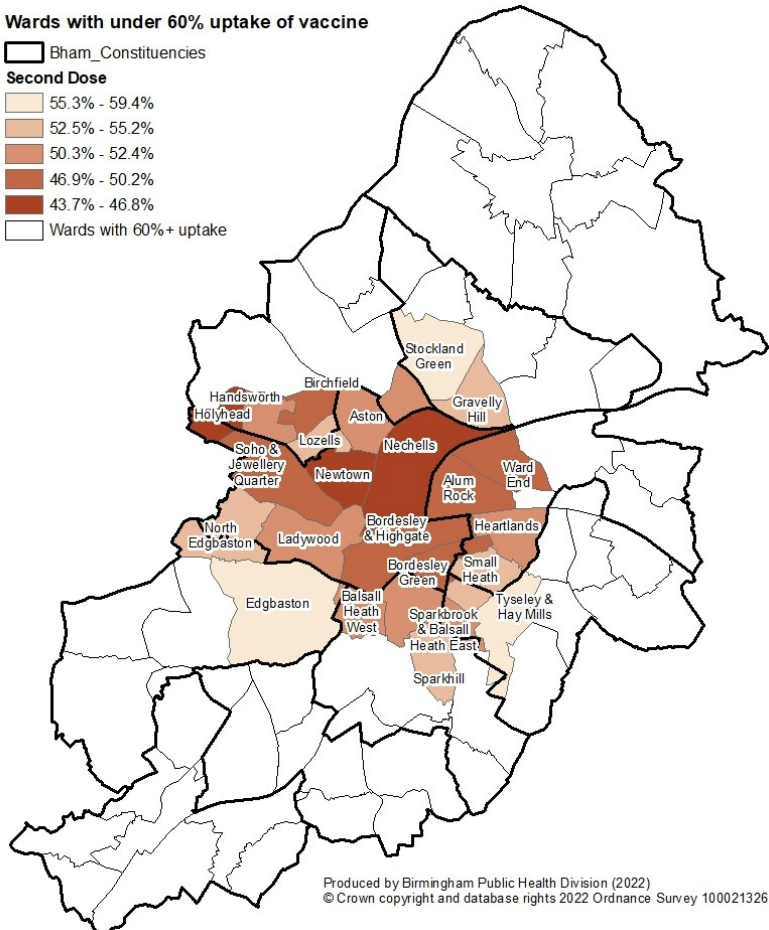 Wards with under 60% uptake of vaccine
Bham_Constituencies
Second Dose
55.3% - 59.4%
52.5% - 55.2%
50.3% - 52.4%
46.9% - 50.2%
43.7% - 46.8%
Wards with 60%+ uptake
Stockland
Green
Birchfield
Handsworth
Holyhead
Aston
Gravelly
Hill
Lozells
Nechells
Soho &
Jewellery
Quarter
Newtown
Alum
Rock
Ward
End
North
Edgbaston
Ladywood
Bordesley
& Highgate
Heartlands
Bordesley
Green
Small
Heath
Edgbaston
Balsall
Heath
West
Sparkbrook
& Balsall
Heath East
Tyseley &
Hay Mills
Sparkhill
Produced by Birmingham Public Health Division (2022)
© Crown copyright and database rights 2022 Ordnance Survey 100021326